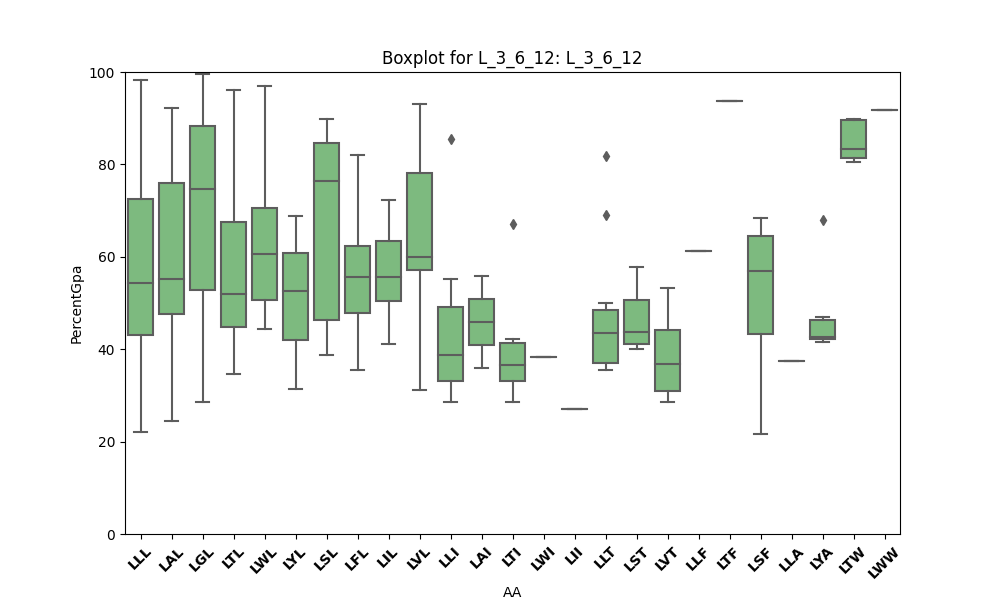 Boxplot for L_3_6_12: L_3_6_12
PercentGpa
100
80
60
40
20
0
LLL LAL LGL LTL LWL LYL LSL LFL LIL LVL LLI LAI LTI LWI LII LLT LST LVT LLF LTF LSF LLA LYA LTW LWW
AA